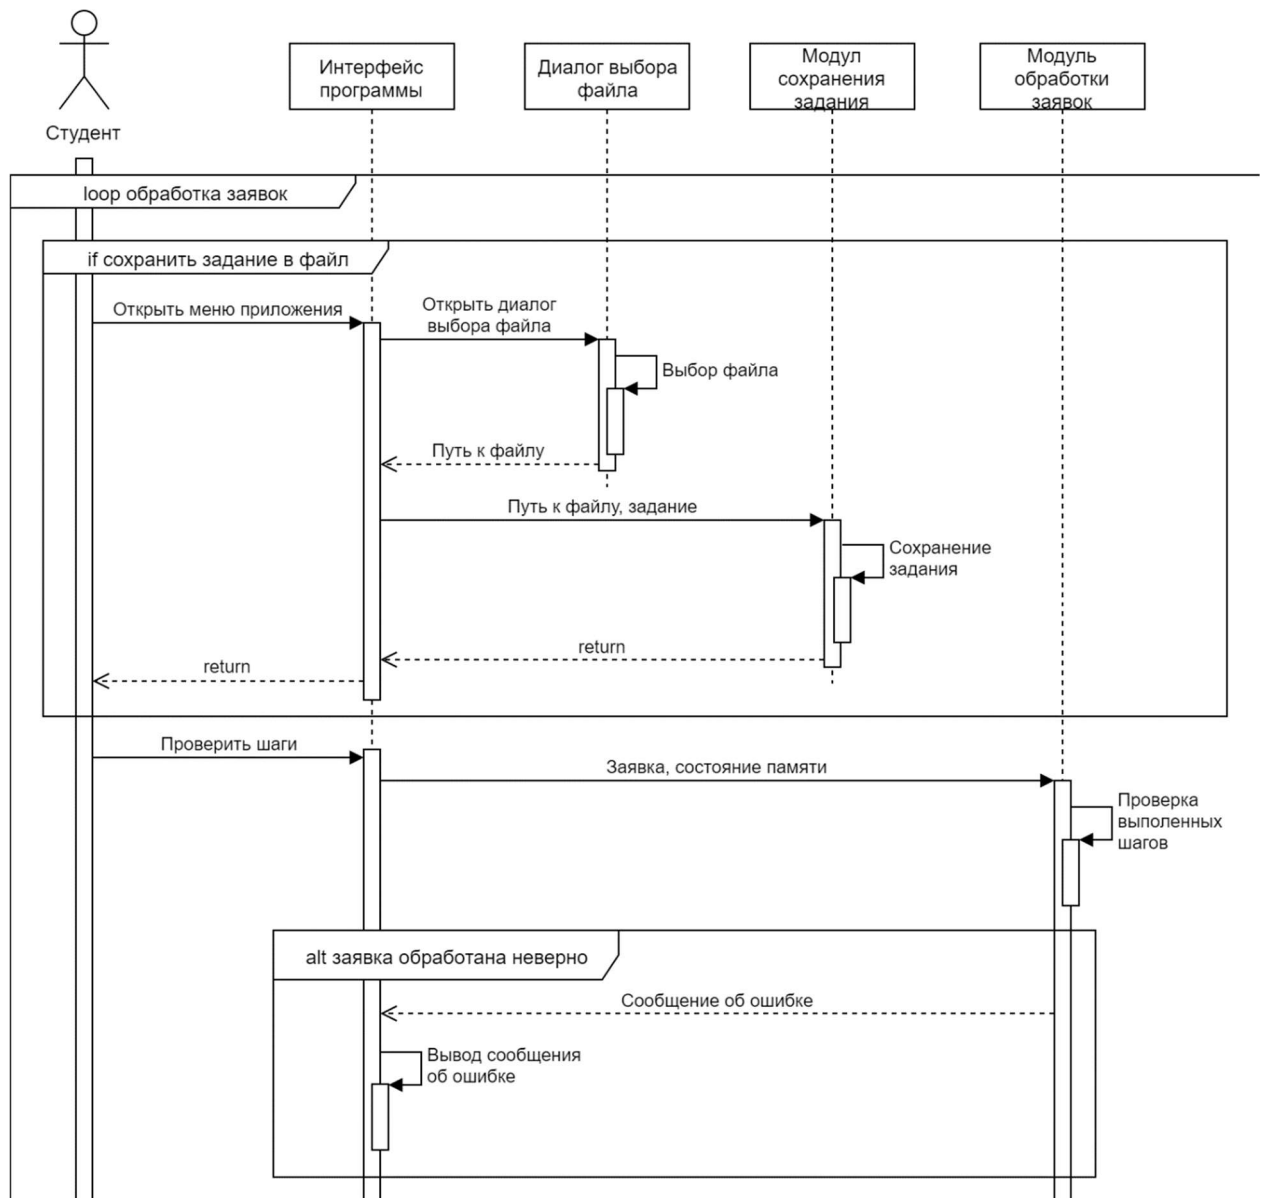 Студент
Интерфейс
программы
Диалог выбора
файла
Модул
сохранения
задания
Модуль
обработки
заявок
loop обработка заявок
if сохранить задание в файл
Открыть меню приложения
Открыть диалог
выбора файла
Выбор файла
Путь к файлу
Путь к файлу, задание
Сохранение
задания
return
return
Проверить шаги
Заявка, состояние памяти
Проверка
выполенных
шагов
alt заявка обработана неверно
Сообщение об ошибке
Вывод сообщения
об ошибке